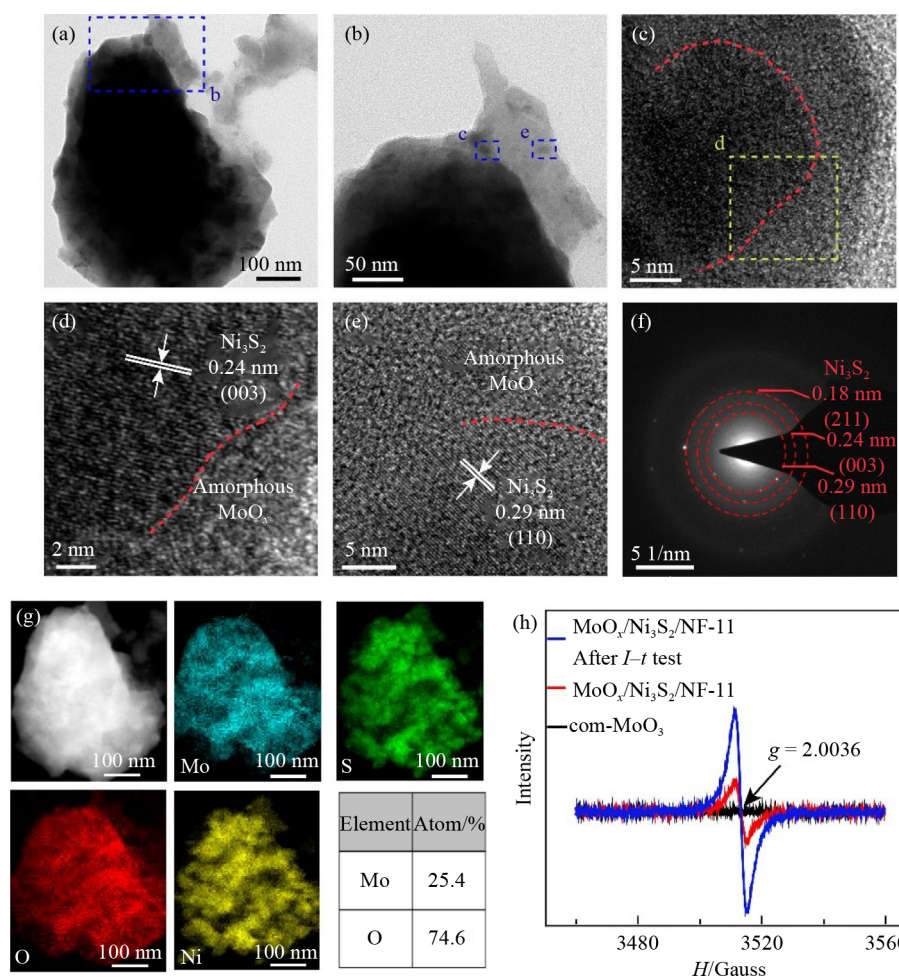 (a)
b
100 nm
(b)
c
e
50 nm
(c)
d
5 nm
(d)
Ni₃S₂
0.24 nm
(003)
Amorphous
MoOₓ
2 nm
(e)
Amorphous
MoOₓ
Ni₃S₂
0.29 nm
(110)
5 nm
(f)
Ni₃S₂
0.18 nm
(211)
0.24 nm
(003)
0.29 nm
(110)
5 1/nm
(g)
100 nm
Mo
100 nm
S
100 nm
O
100 nm
Ni
100 nm
Element Atom/%
Mo 25.4
O 74.6
(h)
MoOₓ/Ni₃S₂/NF-11
After I–t test
MoOₓ/Ni₃S₂/NF-11
com-MoO₃
g = 2.0036
Intensity
3480 3520 3560
H/Gauss